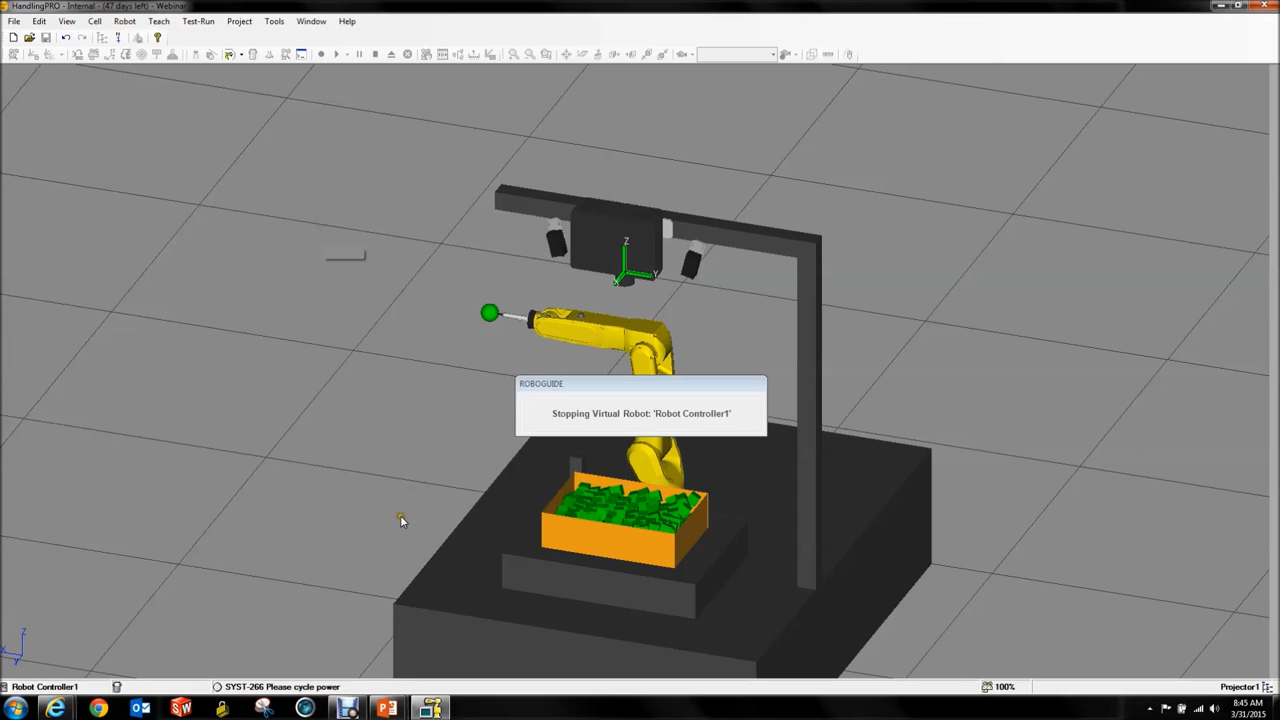 HandlingPRO - Internal - (47 days left) - Webinar
File Edit View Cell Robot Teach Test-Run Project Tools Window Help
Z
Y
ROBOGUIDE
Stopping Virtual Robot: 'Robot Controller1'
Z
X
Y
Robot Controller1 SYST-266 Please cycle power 100% Projector1
8:45 AM
3/31/2015